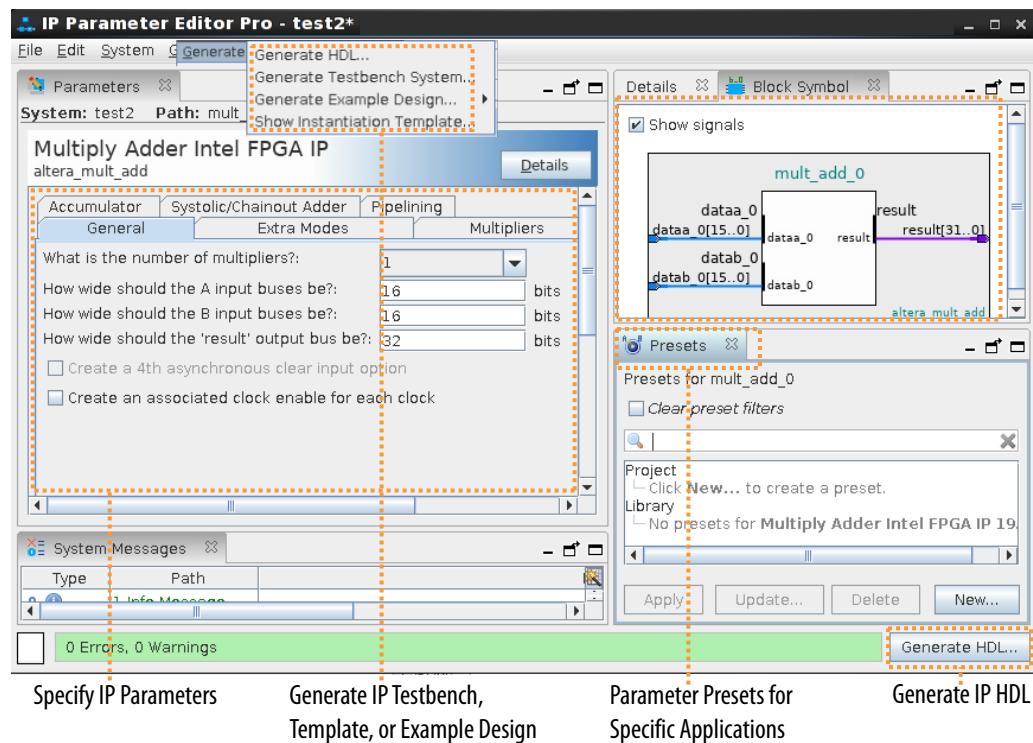 IP Parameter Editor Pro - test2*
File Edit System G Generate
Generate HDL...
Generate Testbench System...
Generate Example Design...
Show Instantiation Template...
Parameters
System: test2 Path: mult_
Multiply Adder Intel FPGA IP
altera_mult_add
Details
Accumulator Systolic/Chainout Adder Pipelining
General Extra Modes Multipliers
What is the number of multipliers?: 1
How wide should the A input buses be?: 16 bits
How wide should the B input buses be?: 16 bits
How wide should the 'result' output bus be?: 32 bits
Create a 4th asynchronous clear input option
Create an associated clock enable for each clock
System Messages
Type Path
1 Info Message
0 Errors, 0 Warnings
Details Block Symbol
Show signals
mult_add_0
dataa_0 result
dataa_0[15..0] dataa_0 result result[31..0]
datab_0
datab_0[15..0] datab_0
altera_mult_add
Presets
Presets for mult_add_0
Clear preset filters
Project
Click New... to create a preset.
Library
No presets for Multiply Adder Intel FPGA IP 19.
Apply Update... Delete New...
Generate HDL...
Specify IP Parameters
Generate IP Testbench,
Template, or Example Design
Parameter Presets for
Specific Applications
Generate IP HDL